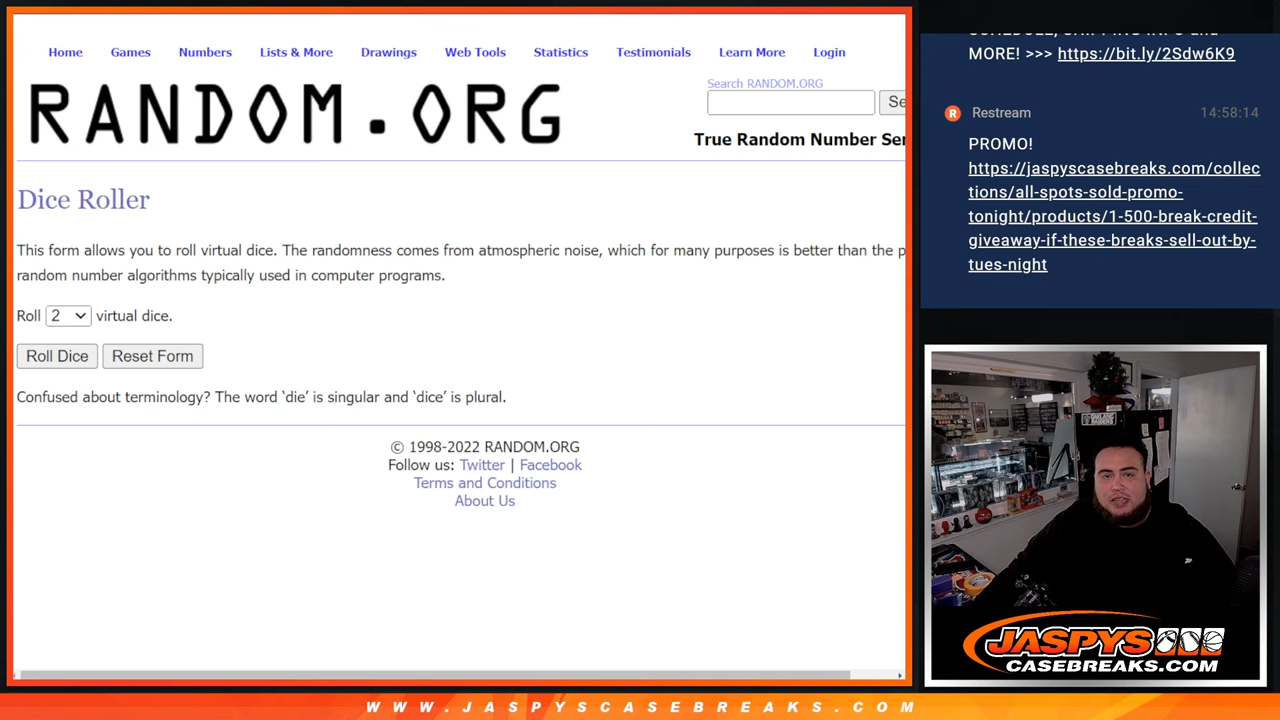 Home Games Numbers Lists & More Drawings Web Tools Statistics Testimonials Learn More Login
RANDOM.ORG
Search RANDOM.ORG
Se
True Random Number Ser
Dice Roller
This form allows you to roll virtual dice. The randomness comes from atmospheric noise, which for many purposes is better than the p
random number algorithms typically used in computer programs.
Roll 2 virtual dice.
Roll Dice Reset Form
Confused about terminology? The word ‘die’ is singular and ‘dice’ is plural.
© 1998-2022 RANDOM.ORG
Follow us: Twitter | Facebook
Terms and Conditions
About Us
MORE! >>> https://bit.ly/2Sdw6K9
Restream 14:58:14
PROMO!
https://jaspyscasebreaks.com/collec
tions/all-spots-sold-promo-
tonight/products/1-500-break-credit-
giveaway-if-these-breaks-sell-out-by-
tues-night
JASPYS
CASEBREAKS.COM
WWW.JASPYSCASEBREAKS.COM